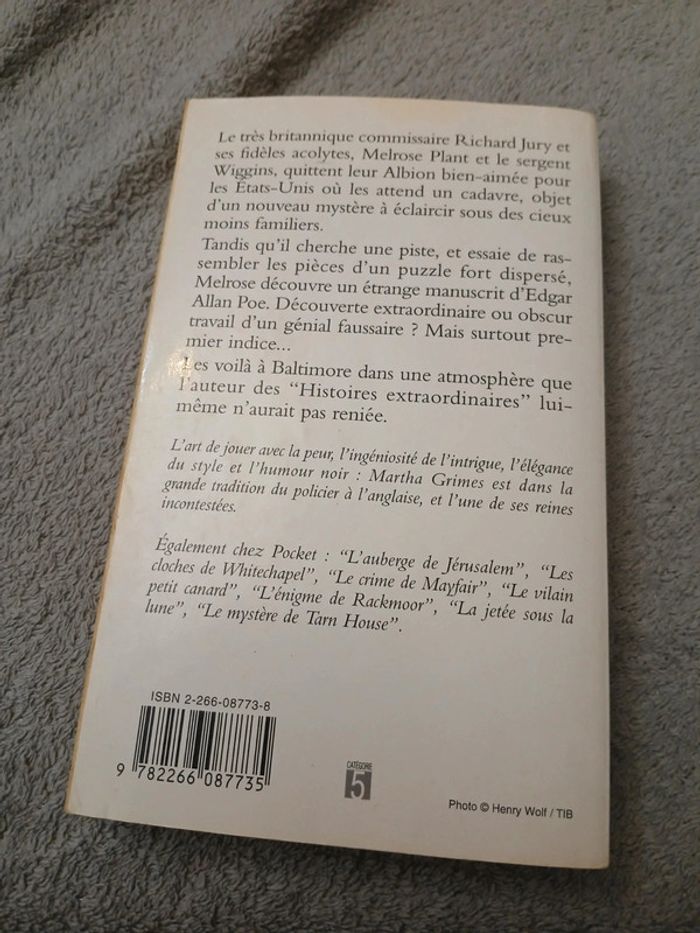 Le très britannique commissaire Richard Jury et
ses fidèles acolytes, Melrose Plant et le sergent
Wiggins, quittent leur Albion bien-aimée pour
les États-Unis où les attend un cadavre, objet
d'un nouveau mystère à éclaircir sous des cieux
moins familiers.
Tandis qu'il cherche une piste, et essaie de ras-
sembler les pièces d'un puzzle fort dispersé,
Melrose découvre un étrange manuscrit d'Edgar
Allan Poe. Découverte extraordinaire ou obscur
travail d'un génial faussaire ? Mais surtout pre-
mier indice...
Les voilà à Baltimore dans une atmosphère que
l'auteur des "Histoires extraordinaires" lui-
même n'aurait pas reniée.
L'art de jouer avec la peur, l'ingéniosité de l'intrigue, l'élégance
du style et l'humour noir : Martha Grimes est dans la
grande tradition du policier à l'anglaise, et l'une de ses reines
incontestées.
Également chez Pocket : "L'auberge de Jérusalem", "Les
cloches de Whitechapel", "Le crime de Mayfair", "Le vilain
petit canard", "L'énigme de Rackmoor", "La jetée sous la
lune", "Le mystère de Tarn House".
ISBN 2-266-08773-8
9 782266 087735
CATÉGORIE
5
Photo © Henry Wolf / TIB